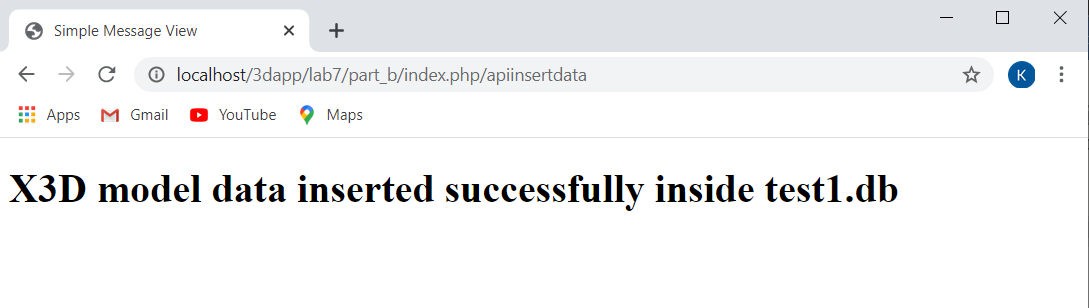 Simple Message View
localhost/3dapp/lab7/part_b/index.php/apiinsertdata
K
Apps Gmail YouTube Maps
X3D model data inserted successfully inside test1.db